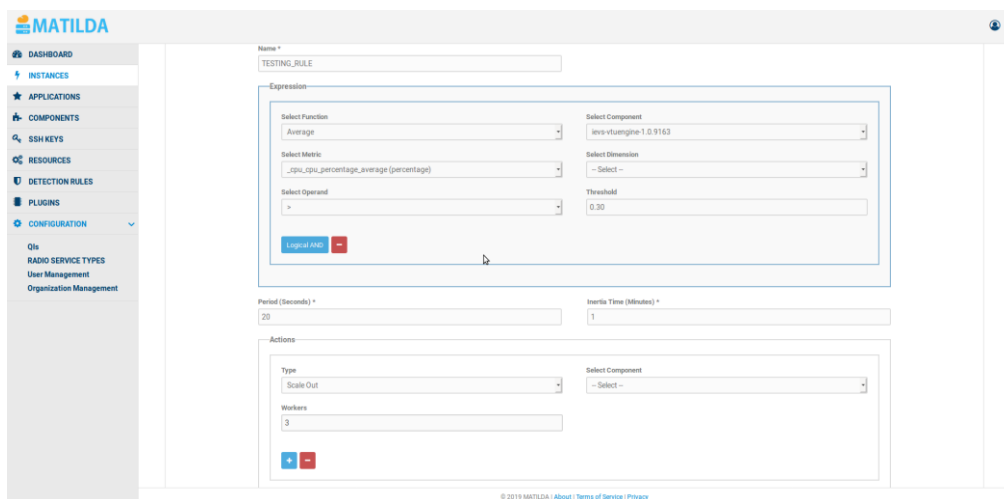 MATILDA
DASHBOARD
INSTANCES
APPLICATIONS
COMPONENTS
SSH KEYS
RESOURCES
DETECTION RULES
PLUGINS
CONFIGURATION
QIs
RADIO SERVICE TYPES
User Management
Organization Management
Name *
TESTING_RULE
Expression
Select Function
Select Component
Average
ievs-vtuengine-1.0.9163
Select Metric
Select Dimension
_cpu_cpu_percentage_average (percentage)
-- Select --
Select Operand
Threshold
>
0.30
Logical AND
Period (Seconds) *
Inertia Time (Minutes) *
20
1
Actions
Type
Select Component
Scale Out
-- Select --
Workers
3
© 2019 MATILDA | About | Terms of Service | Privacy